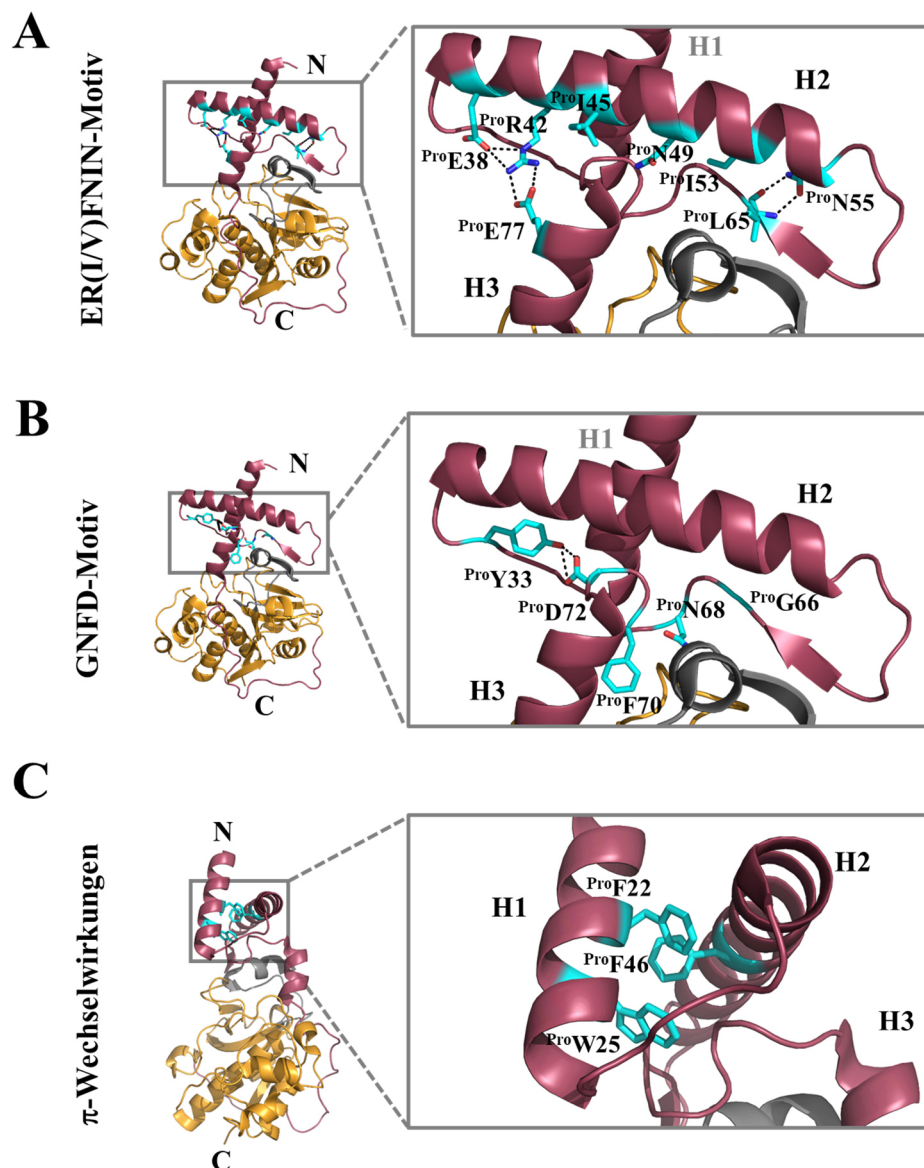 A
ER(I/V)FNIN-Motiv
N
C
H1
H2
ProI45
ProR42
ProN49
ProE38
ProI53
ProN55
ProL65
ProE77
H3
B
GNFD-Motiv
N
C
H1
H2
ProY33
ProG66
ProN68
ProD72
H3
ProF70
C
π-Wechselwirkungen
N
C
H2
ProF22
H1
ProF46
H3
ProW25